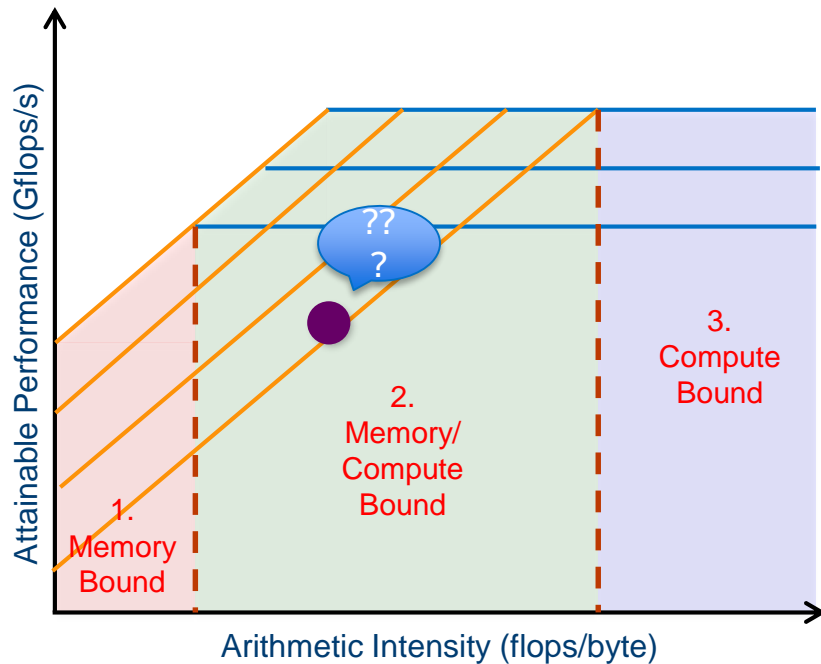 Attainable Performance (Gflops/s)
??
?
3.
Compute
Bound
2.
Memory/
Compute
Bound
1.
Memory
Bound
Arithmetic Intensity (flops/byte)